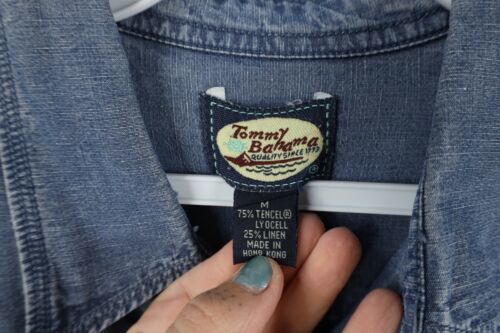 Tommy
Bahama
QUALITY SINCE 1993
®
M
75% TENCEL®
LYOCELL
25% LINEN
MADE IN
HONG KONG